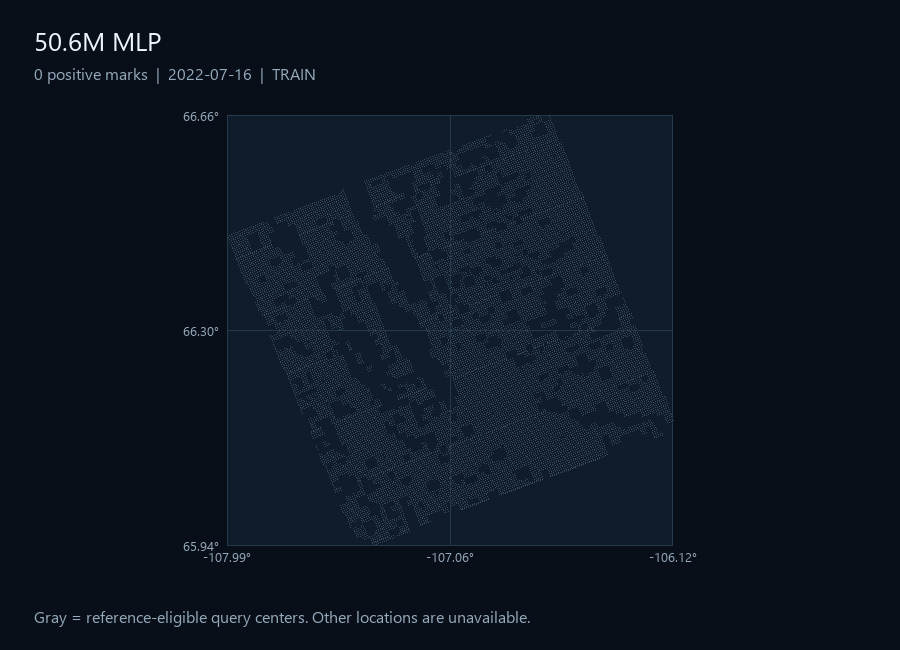 50.6M MLP
0 positive marks | 2022-07-16 | TRAIN
66.66°
66.30°
65.94°
-107.99°
-107.06°
-106.12°
Gray = reference-eligible query centers. Other locations are unavailable.